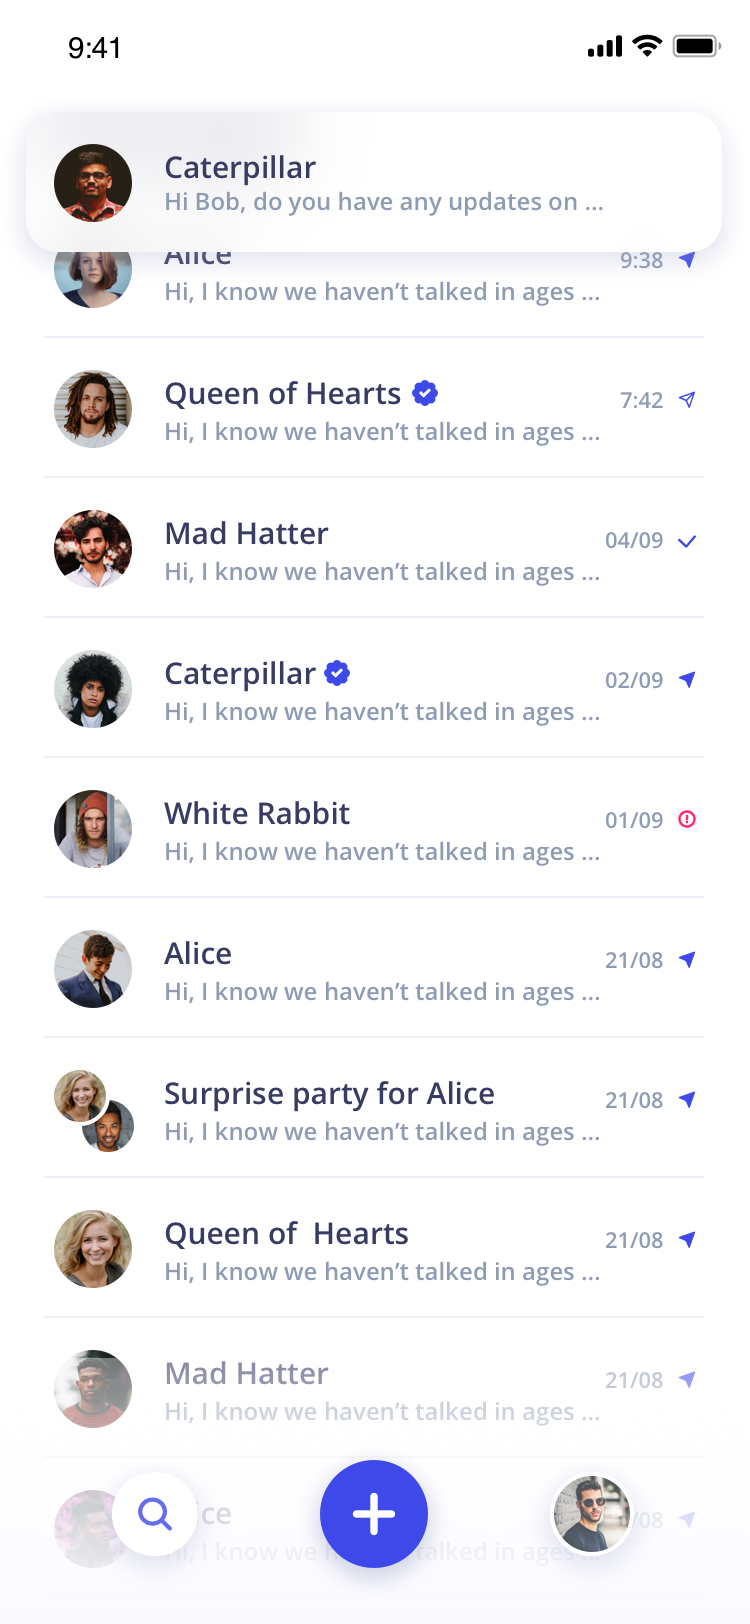 9:41
Caterpillar
Hi Bob, do you have any updates on ...
Alice
9:38
Hi, I know we haven’t talked in ages ...
Queen of Hearts
7:42
Hi, I know we haven’t talked in ages ...
Mad Hatter
04/09
Hi, I know we haven’t talked in ages ...
Caterpillar
02/09
Hi, I know we haven’t talked in ages ...
White Rabbit
01/09
Hi, I know we haven’t talked in ages ...
Alice
21/08
Hi, I know we haven’t talked in ages ...
Surprise party for Alice
21/08
Hi, I know we haven’t talked in ages ...
Queen of  Hearts
21/08
Hi, I know we haven’t talked in ages ...
Mad Hatter
21/08
Hi, I know we haven’t talked in ages ...
ice
/08
Hi, I know we haven’t talked in ages ...